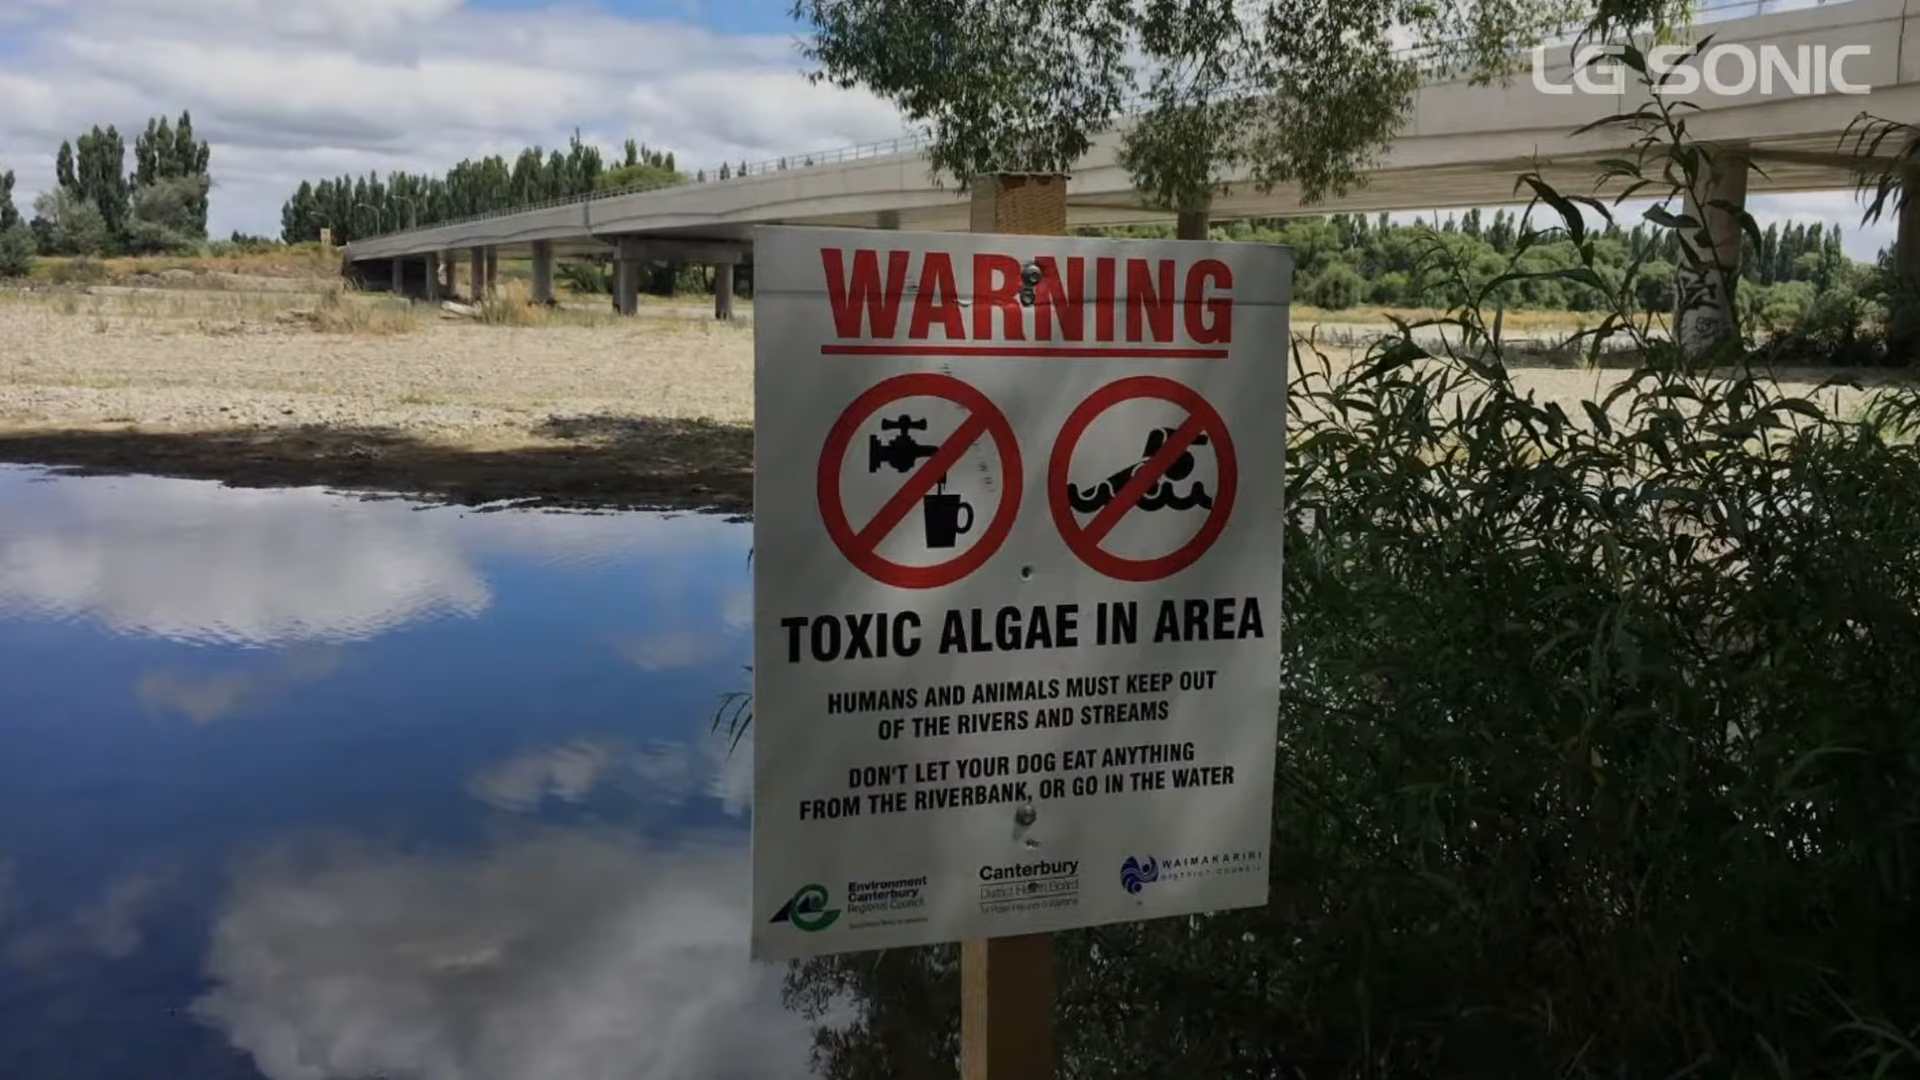 LG SONIC
WARNING
TOXIC ALGAE IN AREA
HUMANS AND ANIMALS MUST KEEP OUT
OF THE RIVERS AND STREAMS
DON'T LET YOUR DOG EAT ANYTHING
FROM THE RIVERBANK, OR GO IN THE WATER
Environment
Canterbury
Regional Council
Canterbury
District Health Board
WAIMAKARIRI
DISTRICT COUNCIL